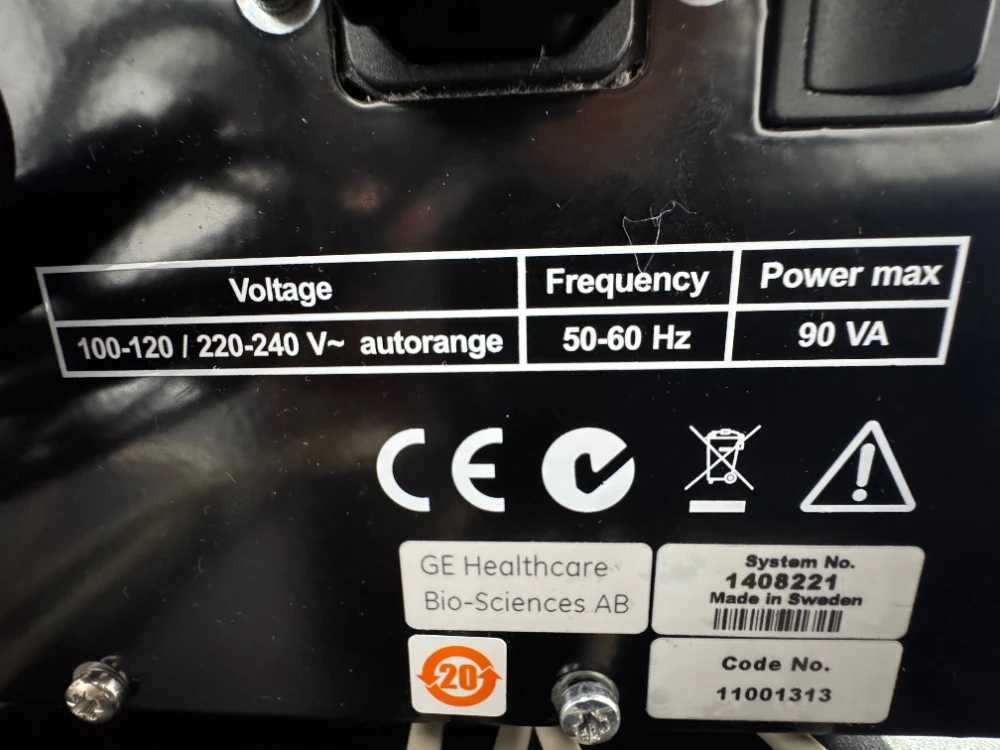 Voltage Frequency Power max
100-120 / 220-240 V~ autorange 50-60 Hz 90 VA
CE
GE Healthcare
Bio-Sciences AB
System No.
1408221
Made in Sweden
20
Code No.
11001313